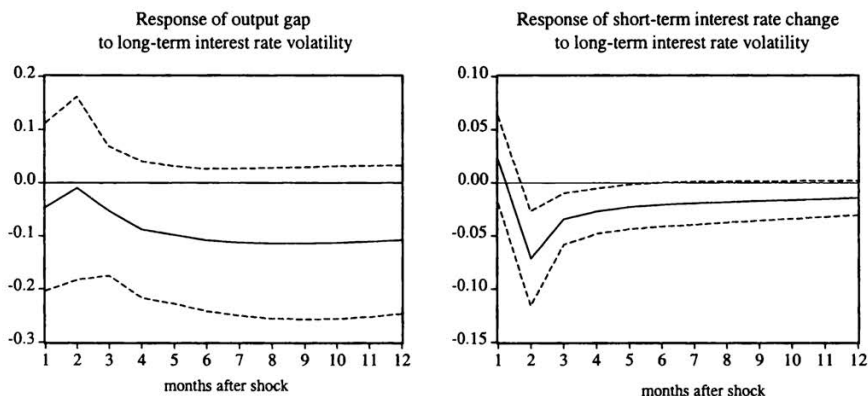 Response of output gap
to long-term interest rate volatility
0.2
0.1
0.0
-0.1
-0.2
-0.3
1 2 3 4 5 6 7 8 9 10 11 12
months after shock
Response of short-term interest rate change
to long-term interest rate volatility
0.10
0.05
0.00
-0.05
-0.10
-0.15
1 2 3 4 5 6 7 8 9 10 11 12
months after shock